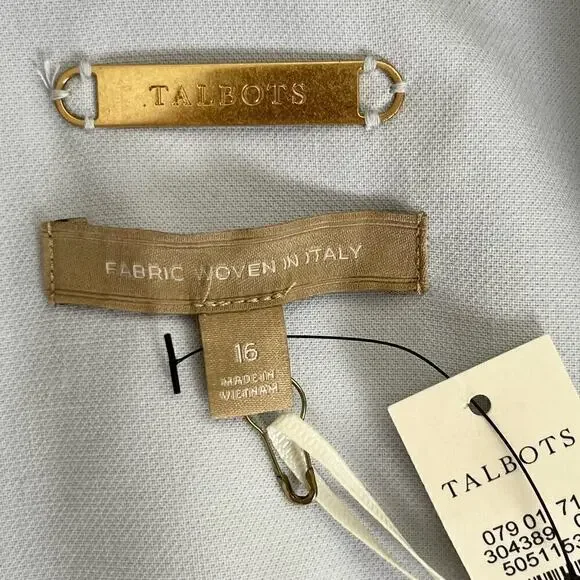 TALBOTS
FABRIC WOVEN IN ITALY
16
MADE IN
VIETNAM
TALBOTS
079 01 71
304389
5051153